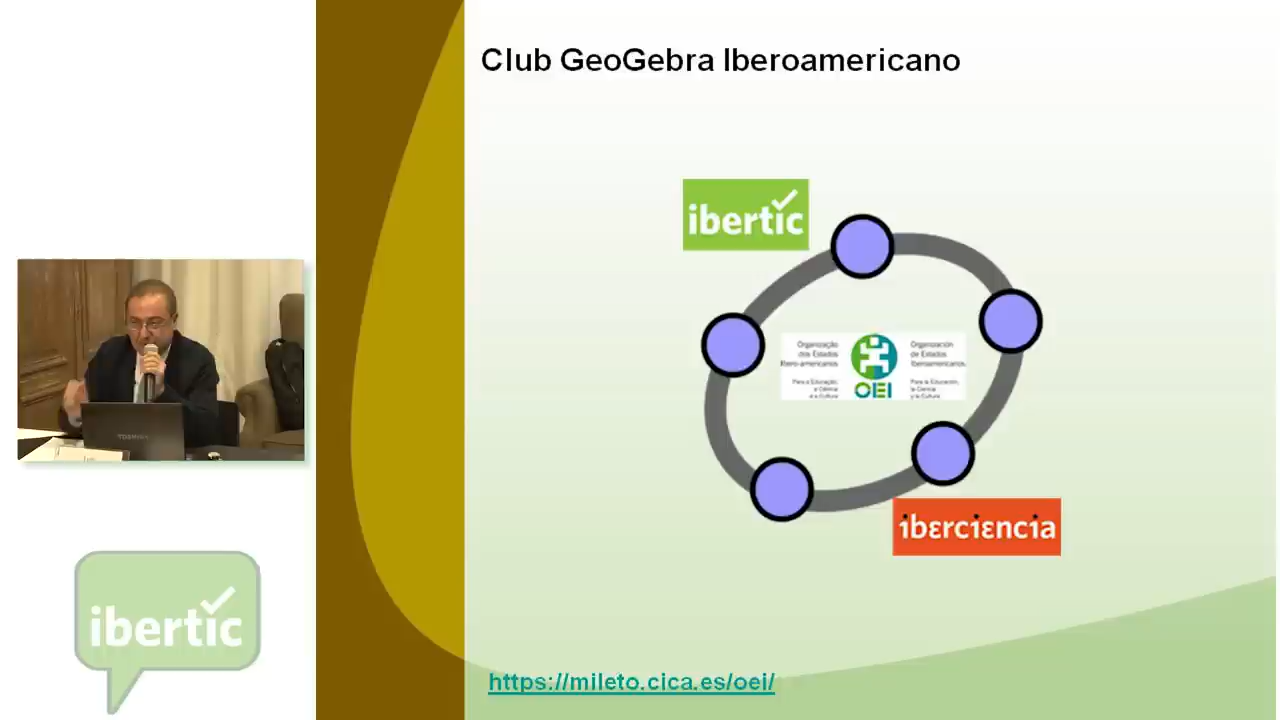 Club GeoGebra Iberoamericano
ibertic
Organização
dos Estados
Ibero-americanos
Para a Educação,
a Ciência
e a Cultura
OEI
Organización
de Estados
Iberoamericanos
Para la Educación,
la Ciencia
y la Cultura
iberciencia
https://mileto.cica.es/oei/
TOSHIBA
ibertic